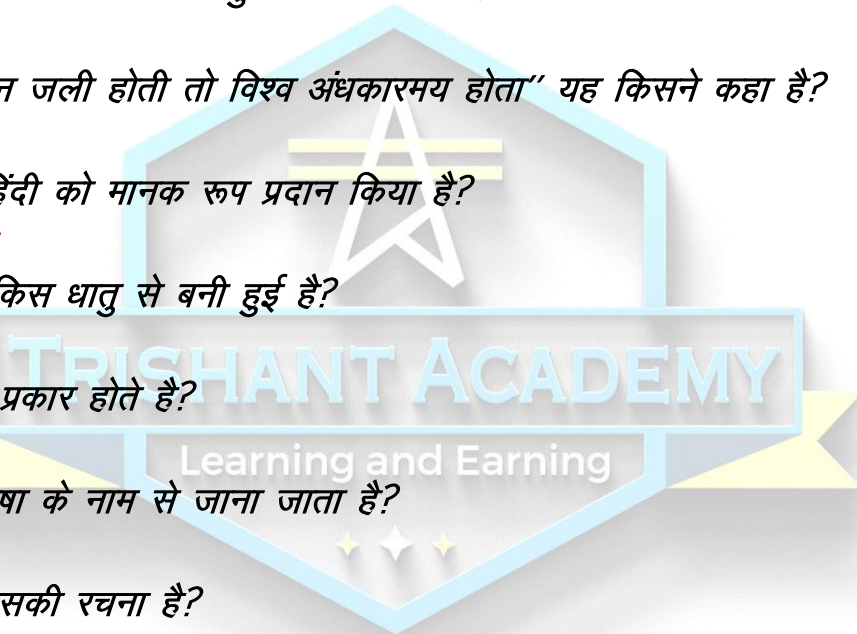 न जली होती तो विश्व अंधकारमय होता” यह किसने कहा है?
हिंदी को मानक रूप प्रदान किया है?
किस धातु से बनी हुई है?
TRISHANT ACADEMY
प्रकार होते है?
Learning and Earning
षा के नाम से जाना जाता है?
सकी रचना है?